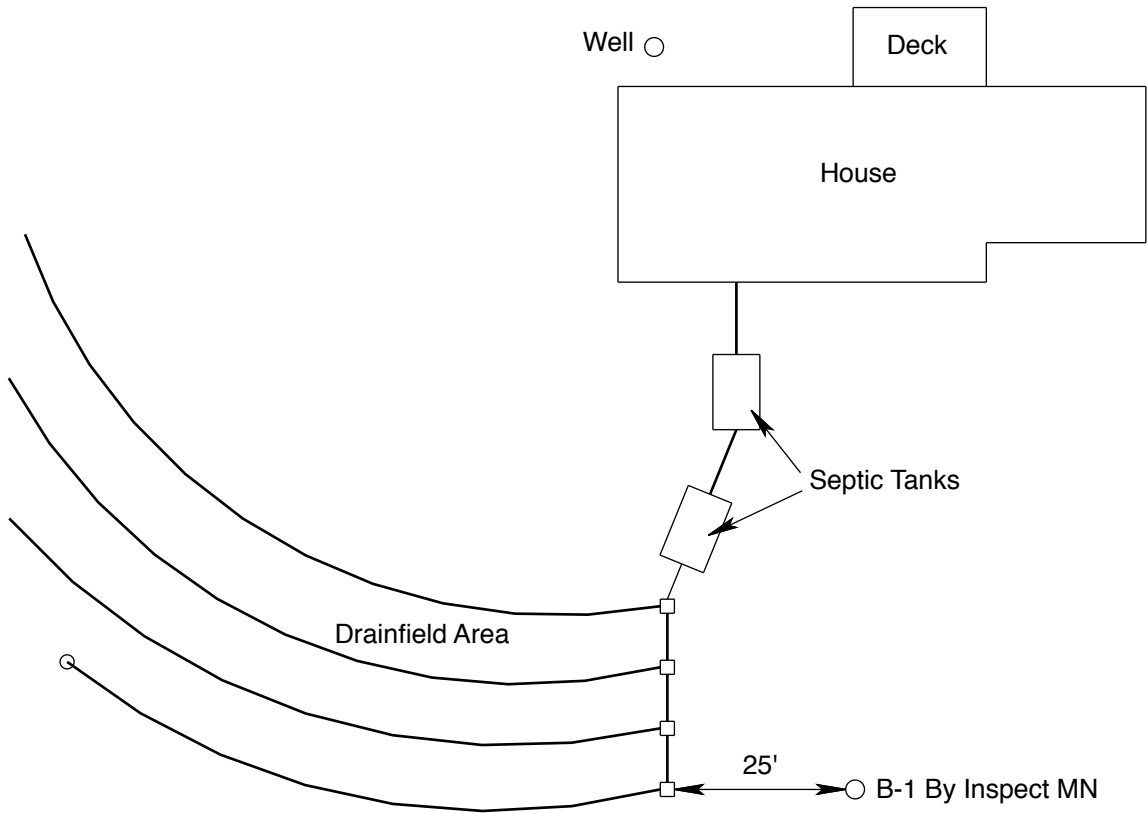 Well
Deck
House
Septic Tanks
Drainfield Area
25'
B-1 By Inspect MN